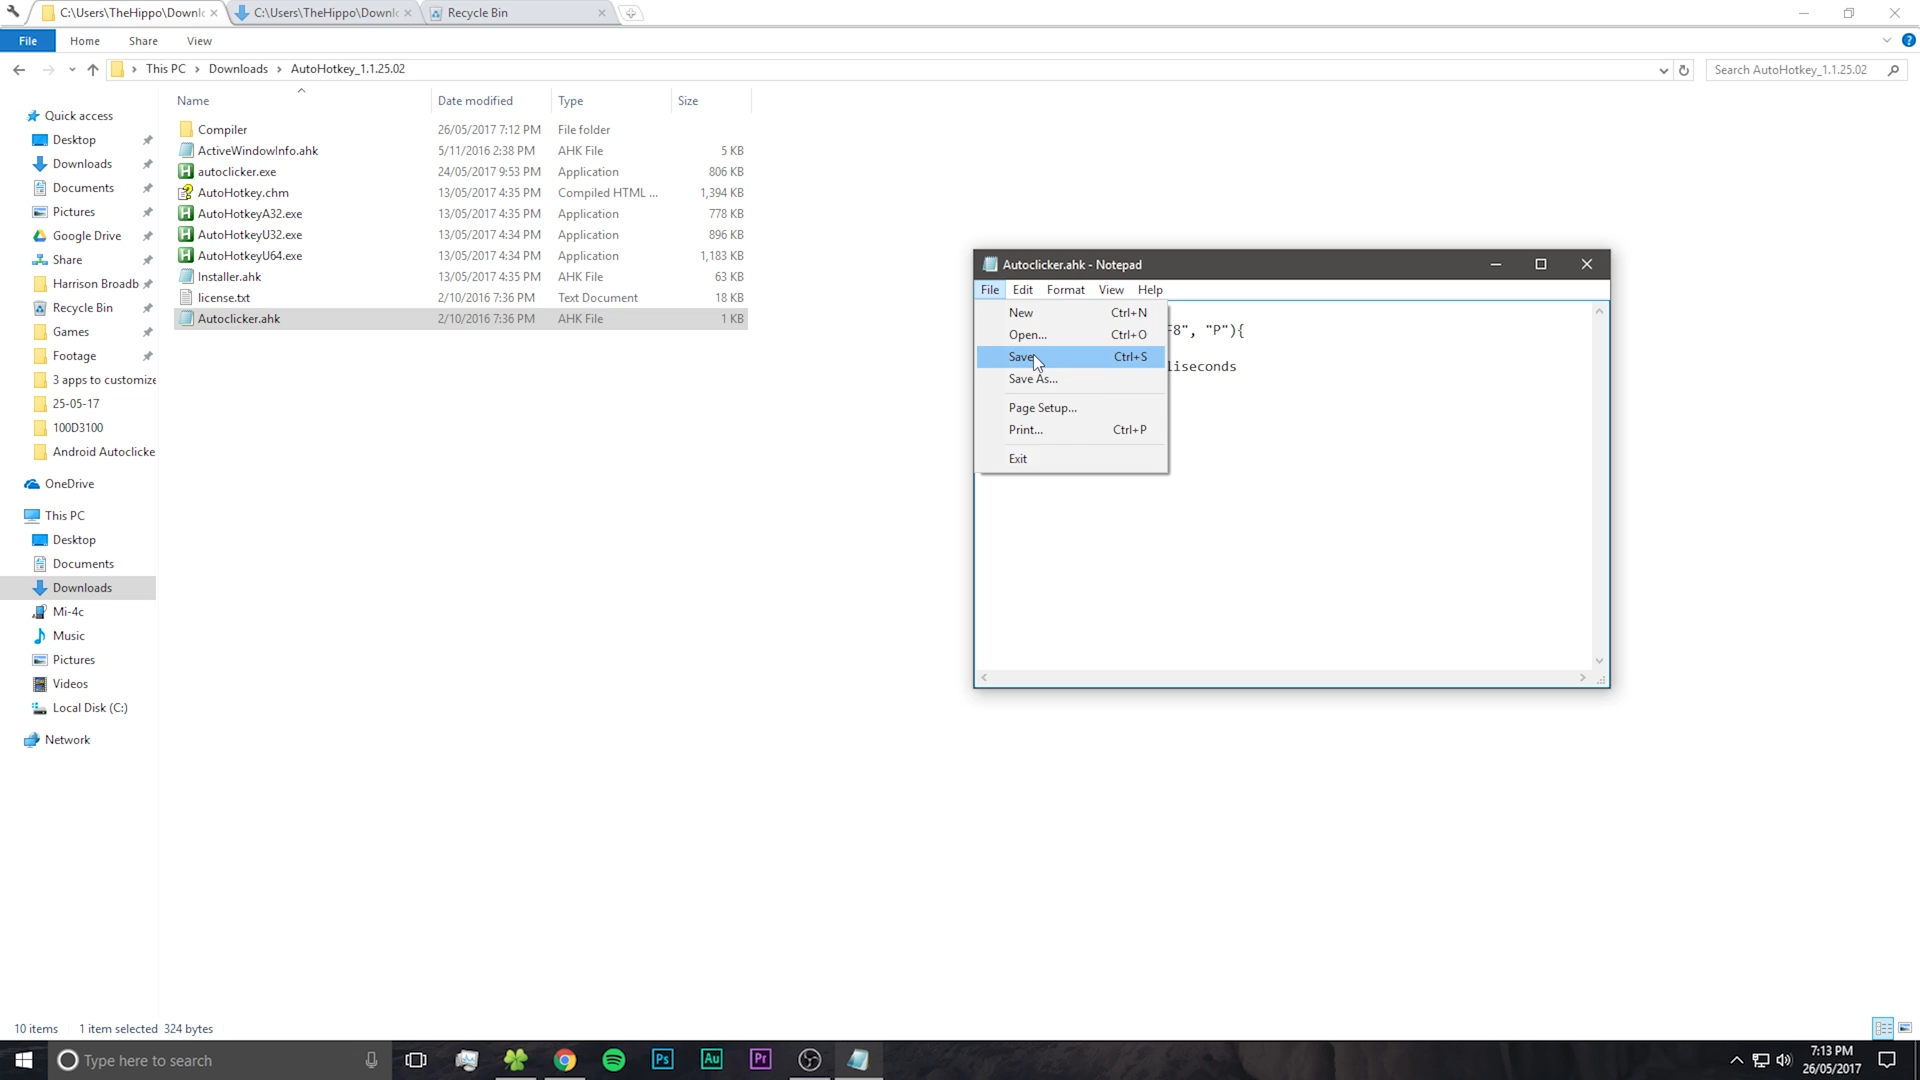 C:\Users\TheHippo\Downlc
C:\Users\TheHippo\Downlc
Recycle Bin
File
Home
Share
View
This PC
Downloads
AutoHotkey_1.1.25.02
Search AutoHotkey_1.1.25.02
Name
Date modified
Type
Size
Compiler 26/05/2017 7:12 PM File folder
ActiveWindowInfo.ahk 5/11/2016 2:38 PM AHK File 5 KB
autoclicker.exe 24/05/2017 9:53 PM Application 806 KB
AutoHotkey.chm 13/05/2017 4:35 PM Compiled HTML ... 1,394 KB
AutoHotkeyA32.exe 13/05/2017 4:35 PM Application 778 KB
AutoHotkeyU32.exe 13/05/2017 4:34 PM Application 896 KB
AutoHotkeyU64.exe 13/05/2017 4:34 PM Application 1,183 KB
Installer.ahk 13/05/2017 4:35 PM AHK File 63 KB
license.txt 2/10/2016 7:36 PM Text Document 18 KB
Autoclicker.ahk 2/10/2016 7:36 PM AHK File 1 KB
Quick access
Desktop
Downloads
Documents
Pictures
Google Drive
Share
Harrison Broadb
Recycle Bin
Games
Footage
3 apps to customize
25-05-17
100D3100
Android Autoclicke
OneDrive
This PC
Desktop
Documents
Downloads
Mi-4c
Music
Pictures
Videos
Local Disk (C:)
Network
Autoclicker.ahk - Notepad
File Edit Format View Help
New Ctrl+N
Open... Ctrl+O
Save Ctrl+S
Save As...
Page Setup...
Print... Ctrl+P
Exit
F8", "P"){
liseconds
10 items
1 item selected 324 bytes
Type here to search
Ps
Au
Pr
7:13 PM
26/05/2017